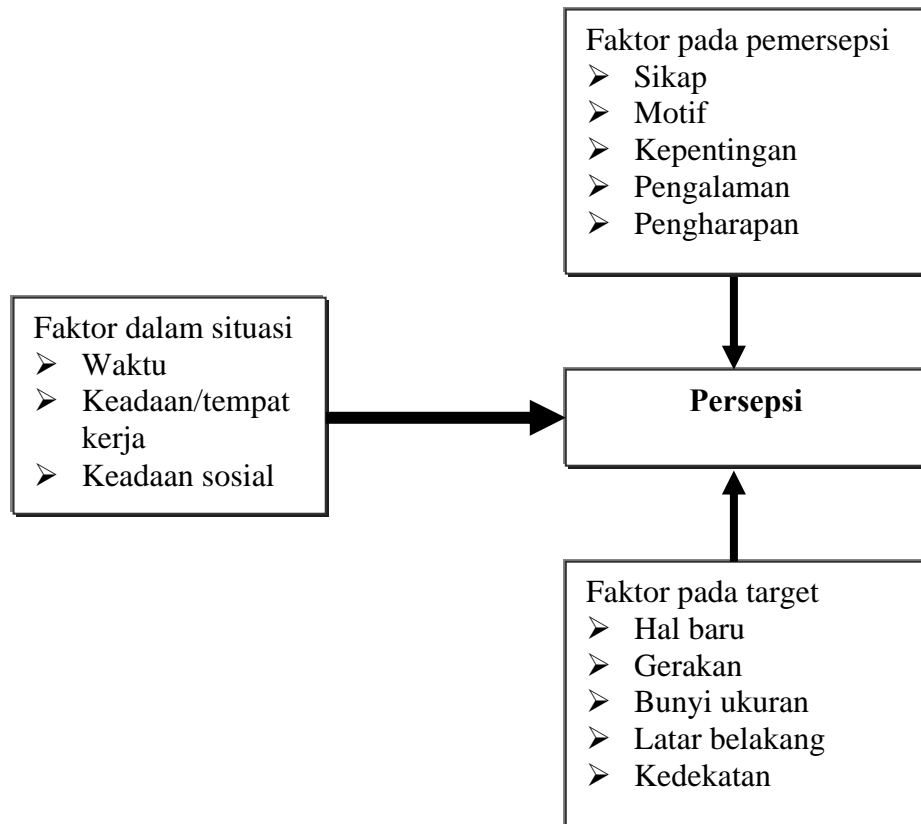 Faktor pada pemersepsi
➢ Sikap
➢ Motif
➢ Kepentingan
➢ Pengalaman
➢ Pengharapan
Faktor dalam situasi
➢ Waktu
➢ Keadaan/tempat
kerja
➢ Keadaan sosial
Persepsi
Faktor pada target
➢ Hal baru
➢ Gerakan
➢ Bunyi ukuran
➢ Latar belakang
➢ Kedekatan